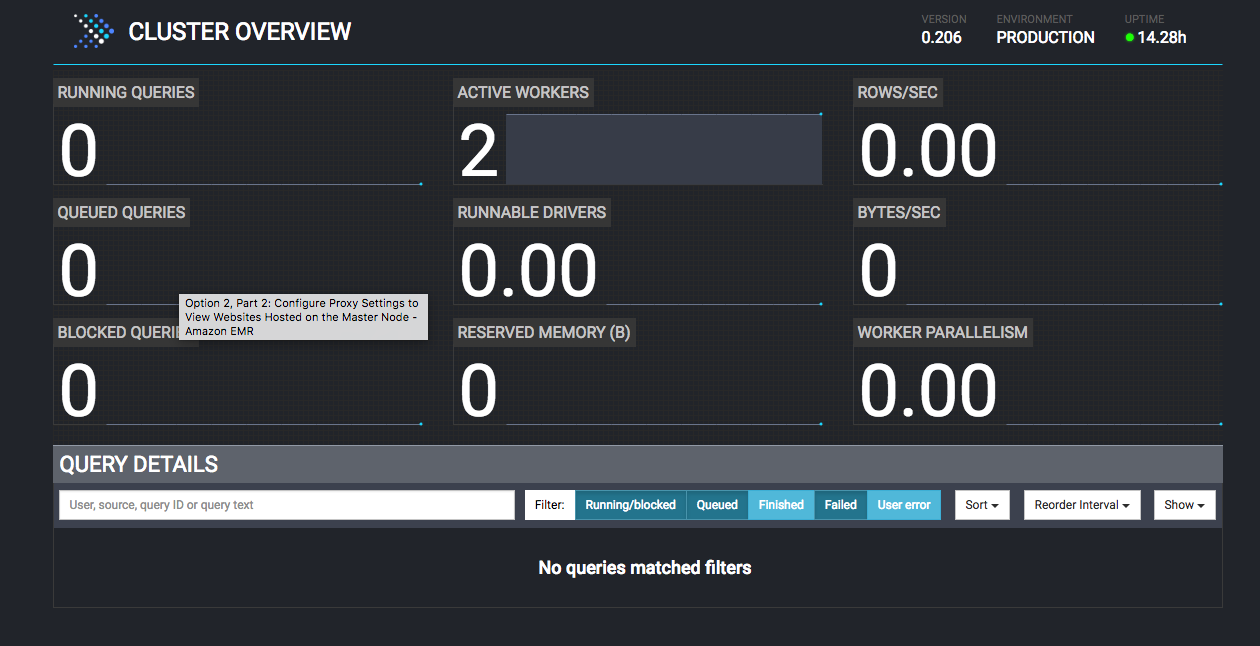 CLUSTER OVERVIEW
VERSION
0.206
ENVIRONMENT
PRODUCTION
UPTIME
14.28h
RUNNING QUERIES
0
ACTIVE WORKERS
2
ROWS/SEC
0.00
QUEUED QUERIES
0
RUNNABLE DRIVERS
0.00
BYTES/SEC
0
Option 2, Part 2: Configure Proxy Settings to
View Websites Hosted on the Master Node -
Amazon EMR
BLOCKED
0
RESERVED MEMORY (B)
0
WORKER PARALLELISM
0.00
QUERY DETAILS
User, source, query ID or query text
Filter: Running/blocked Queued Finished Failed User error Sort Reorder Interval Show
No queries matched filters